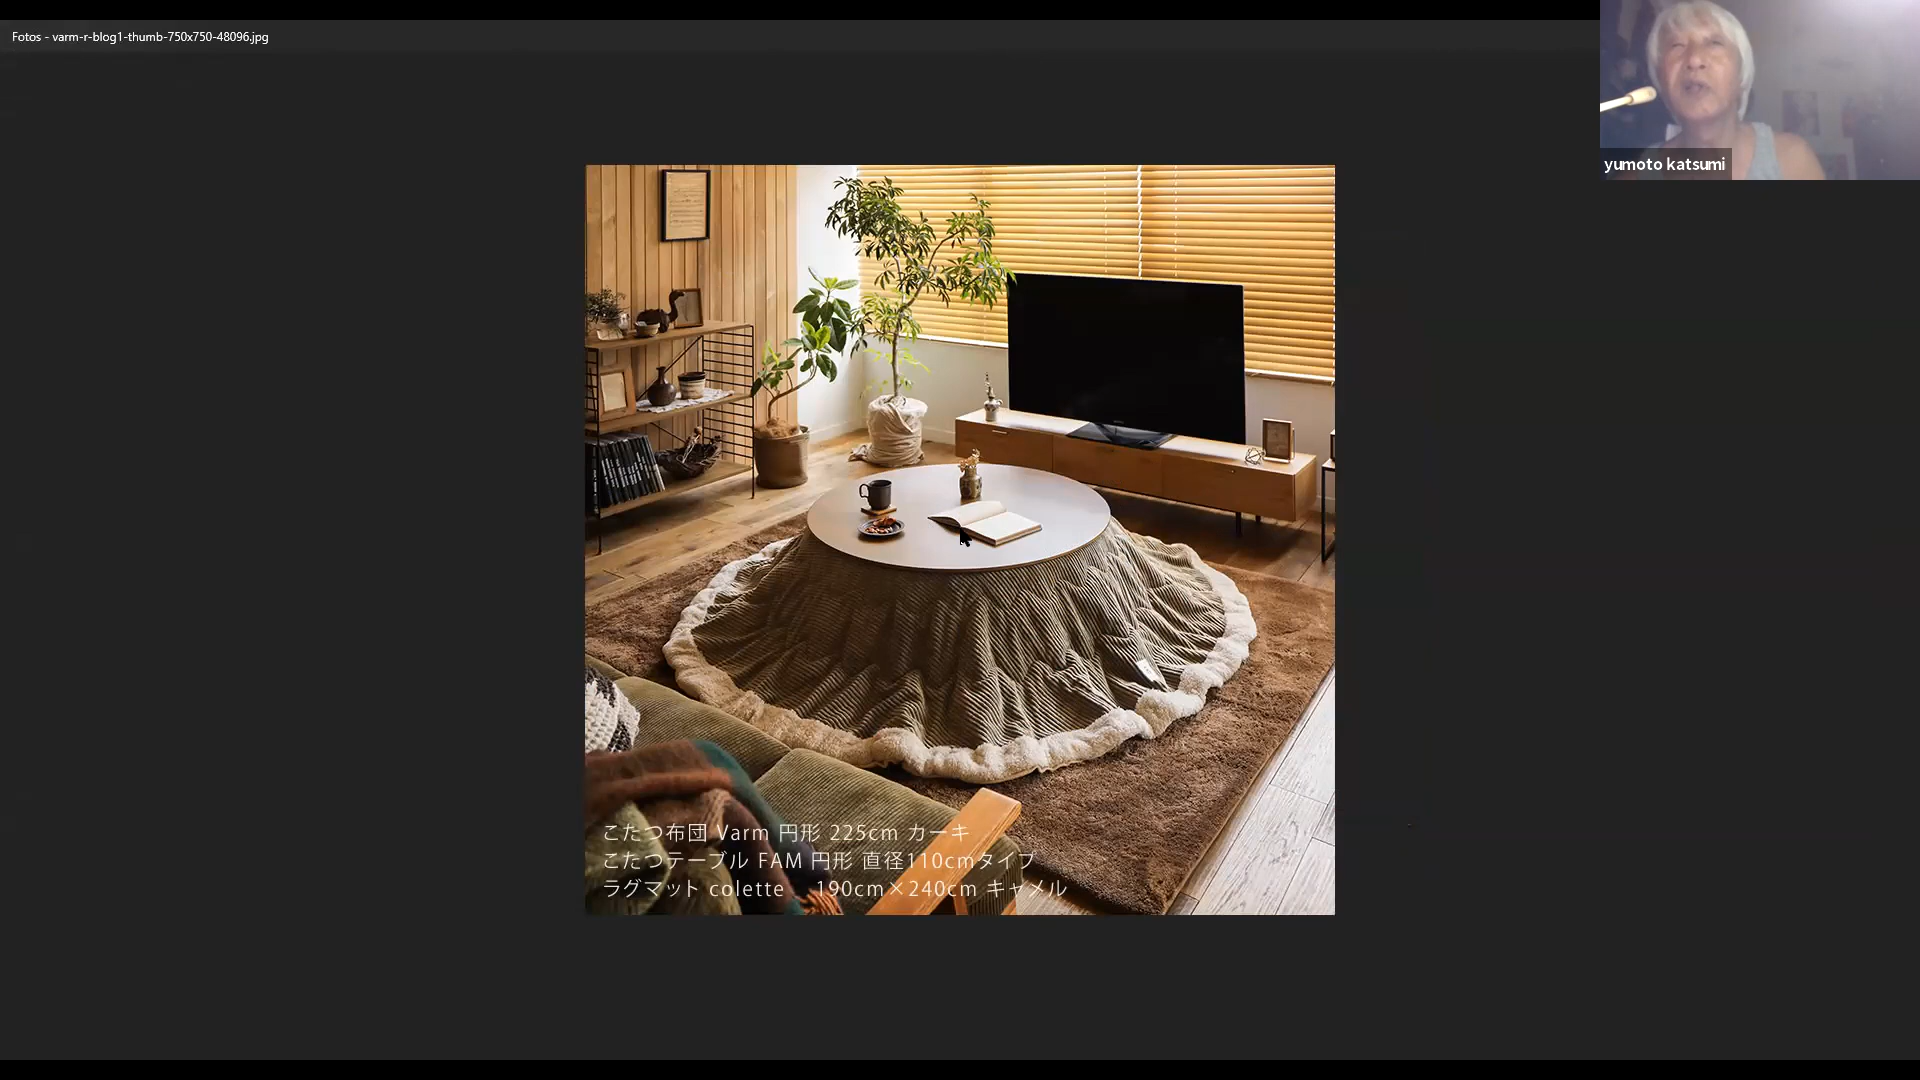 Fotos - varm-r-blog1-thumb-750x750-48096.jpg
yumoto katsumi
こたつ布団 Varm 円形 225cm カーキ
こたつテーブル FAM 円形 直径110cmタイプ
ラグマット colette 190cm×240cm キャメル